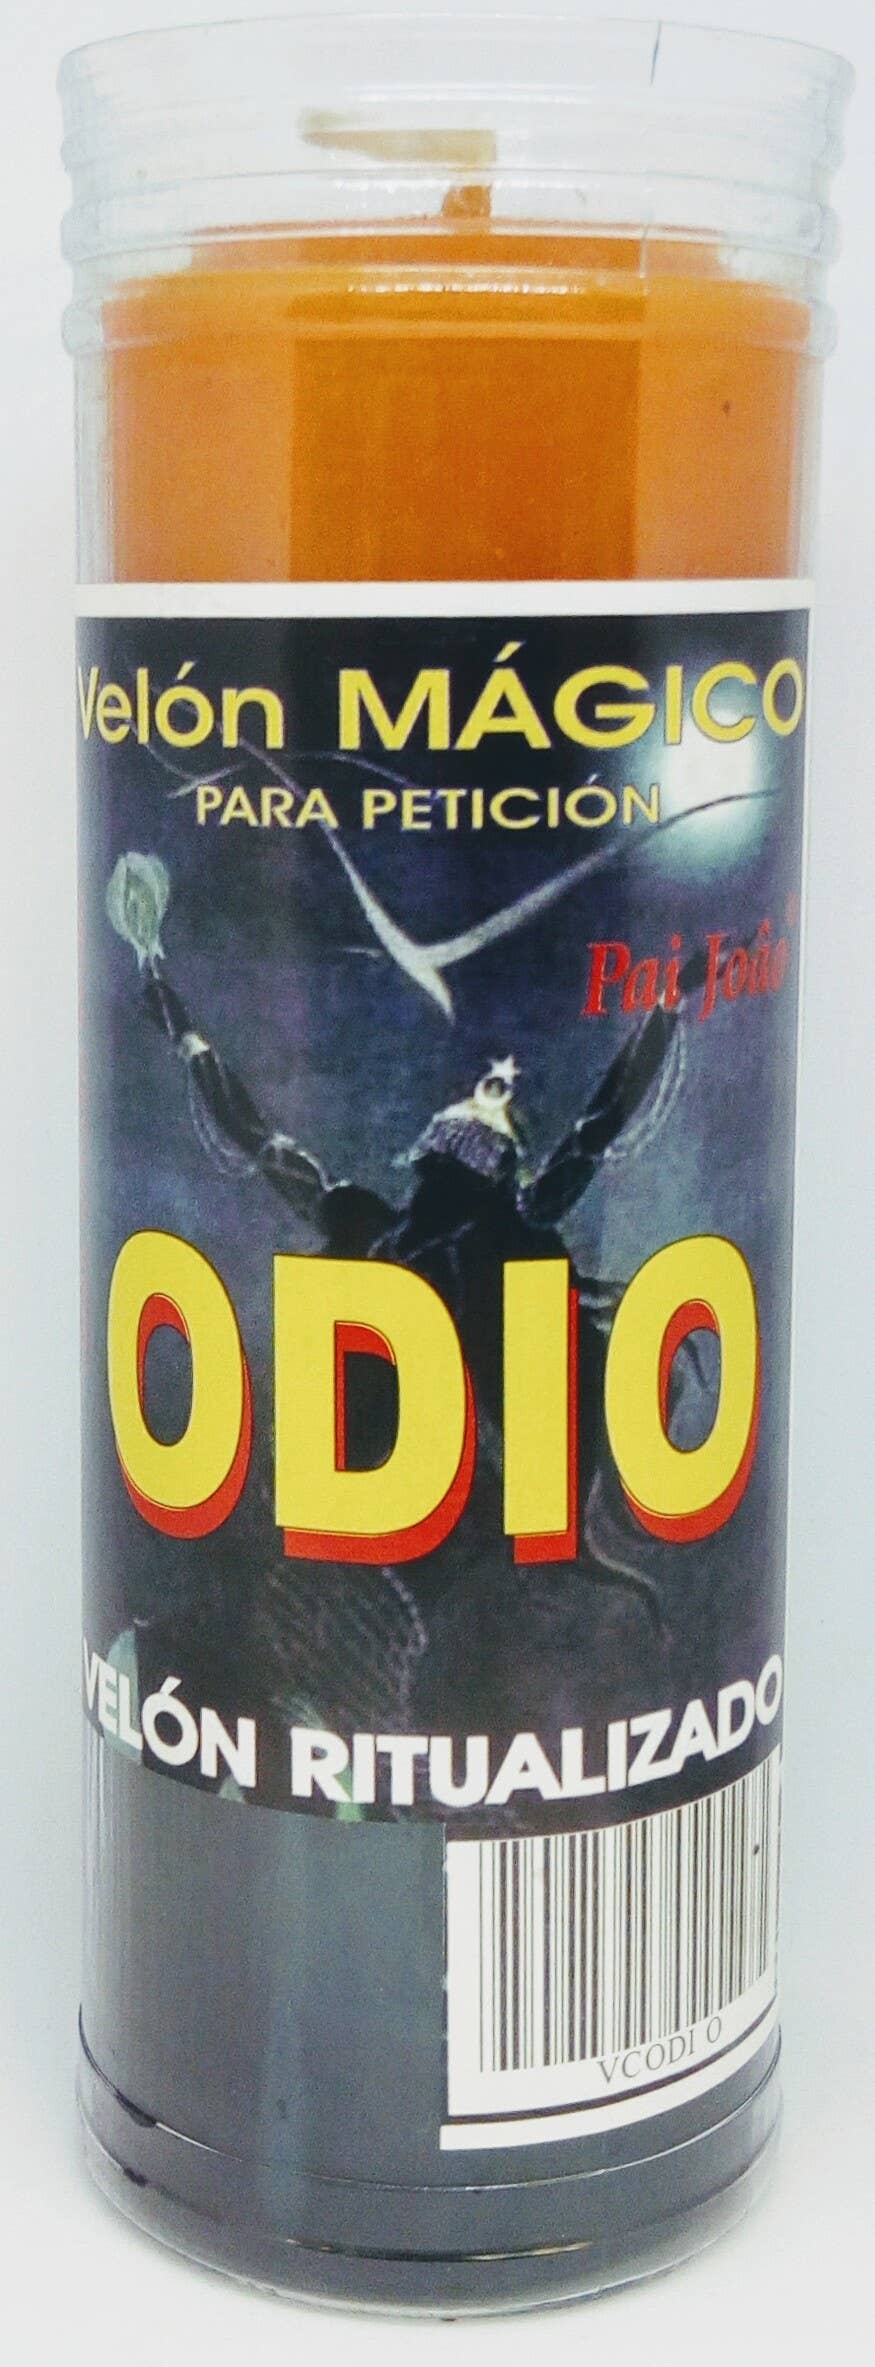 Velón MÁGICO
PARA PETICIÓN
Pai João
ODIO
VELÓN RITUALIZADO
VCODI O